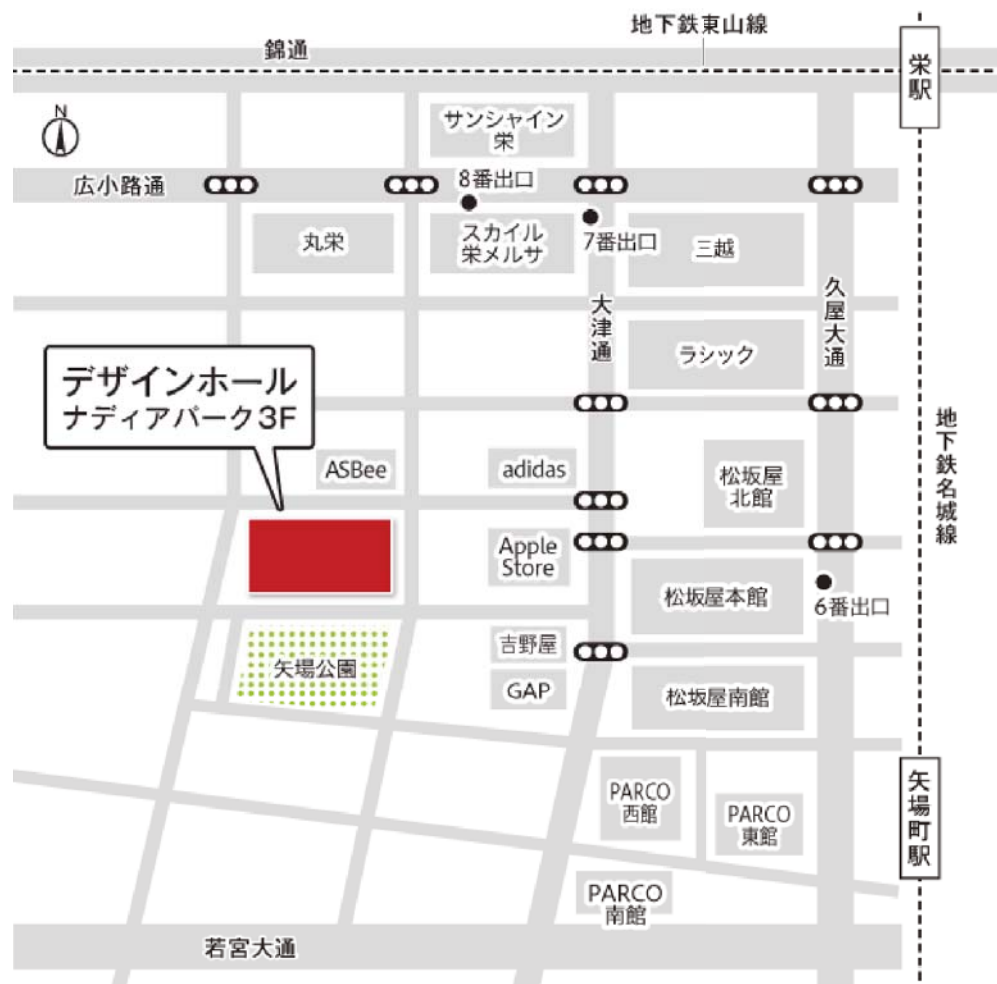 地下鉄東山線
錦通
栄駅
N
サンシャイン
栄
広小路通
8番出口
丸栄
スカイル
栄メルサ
7番出口
三越
大津通
久屋大通
ラシック
デザインホール
ナディアパーク3F
地下鉄名城線
ASBee
adidas
松坂屋
北館
Apple
Store
松坂屋本館
6番出口
吉野屋
矢場公園
GAP
松坂屋南館
矢場町駅
PARCO
西館
PARCO
東館
PARCO
南館
若宮大通